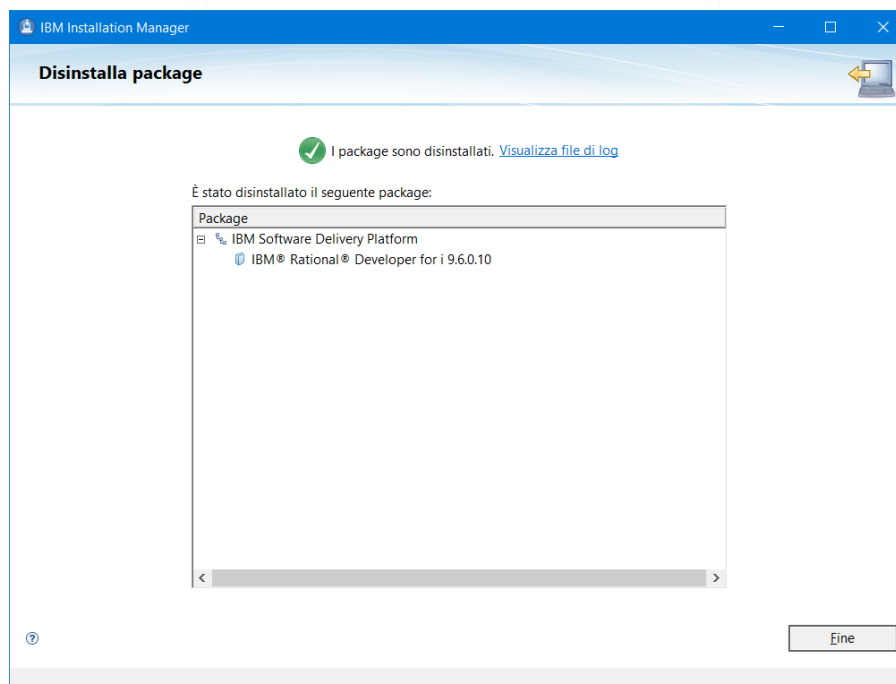 IBM Installation Manager
Disinstalla package
I package sono disinstallati. Visualizza file di log
È stato disinstallato il seguente package:
Package
IBM Software Delivery Platform
IBM® Rational® Developer for i 9.6.0.10
Fine